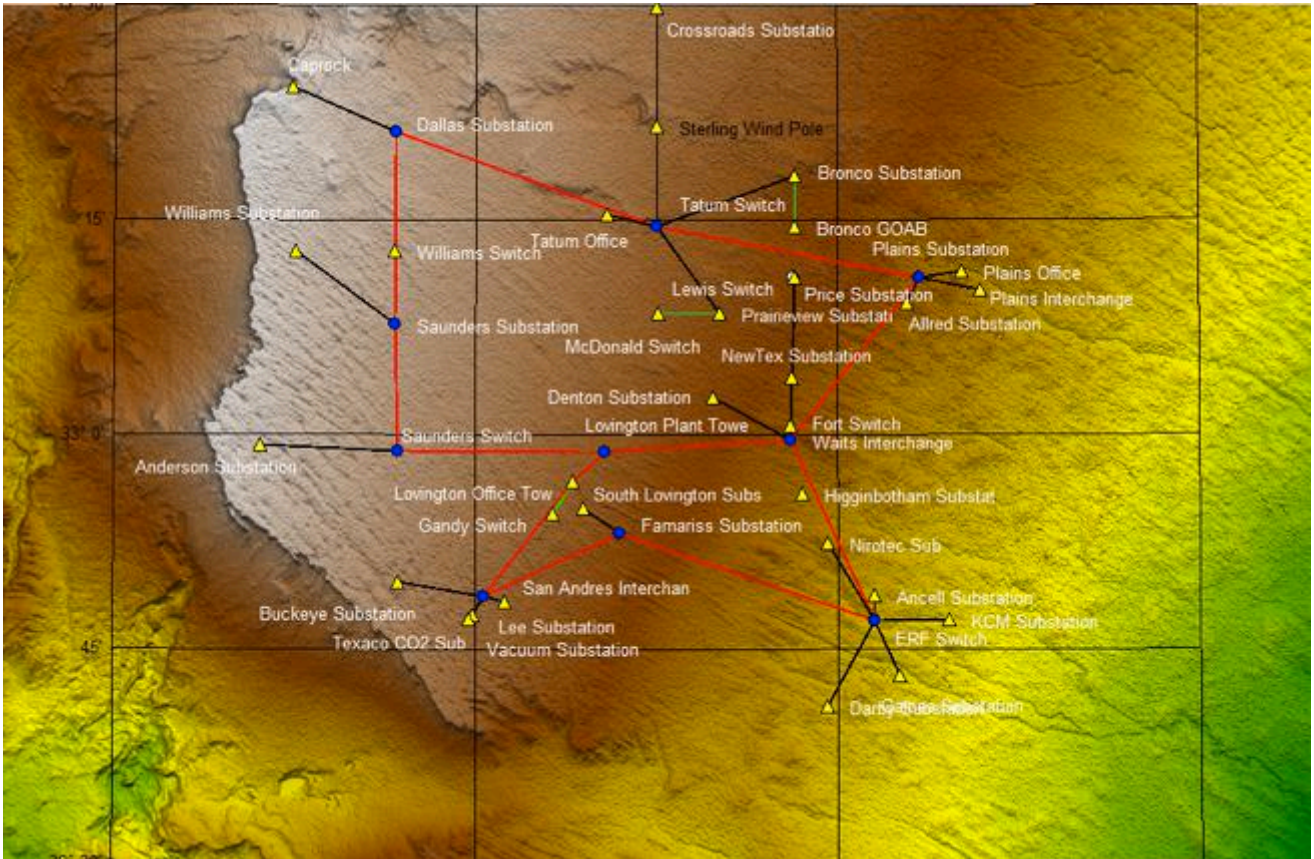 33° 30'
Crossroads Substatio
Caprock
Dallas Substation
Sterling Wind Pole
Bronco Substation
Williams Substation
Tatum Switch
15'
Tatum Office
Bronco GOAB
Williams Switch
Plains Substation
Plains Office
Lewis Switch
Price Substation
Plains Interchange
Saunders Substation
Praineview Substati
Allred Substation
McDonald Switch
NewTex Substation
Denton Substation
Saunders Switch
Lovington Plant Towe
Fort Switch
33° 0'
Waits Interchange
Anderson Substation
Lovington Office Tow
South Lovington Subs
Higginbotham Substat
Gandy Switch
Famariss Substation
Nirotec Sub
San Andres Interchan
Ancell Substation
Buckeye Substation
Lee Substation
KCM Substation
Texaco CO2 Sub
Vacuum Substation
ERF Switch
45'